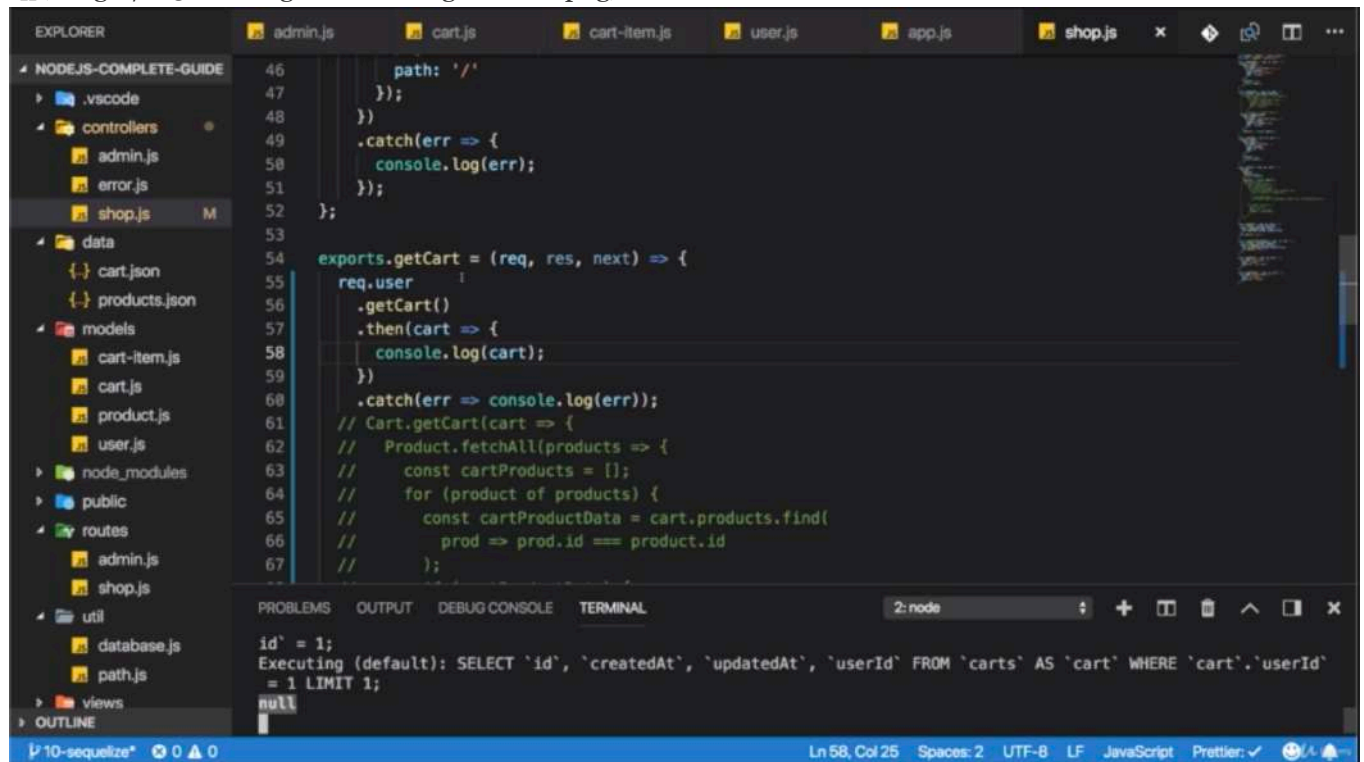 EXPLORER
admin.js
cart.js
cart-item.js
user.js
app.js
shop.js
NODEJS-COMPLETE-GUIDE
.vscode
controllers
admin.js
error.js
shop.js M
data
cart.json
products.json
models
cart-item.js
cart.js
product.js
user.js
node_modules
public
routes
admin.js
shop.js
util
database.js
path.js
views
OUTLINE
46 path: '/'
47 });
48 })
49 .catch(err => {
50 console.log(err);
51 });
52 };
53
54 exports.getCart = (req, res, next) => {
55 req.user
56 .getCart()
57 .then(cart => {
58 console.log(cart);
59 })
60 .catch(err => console.log(err));
61 // Cart.getCart(cart => {
62 // Product.fetchAll(products => {
63 // const cartProducts = [];
64 // for (product of products) {
65 // const cartProductData = cart.products.find(
66 // prod => prod.id === product.id
67 // );
PROBLEMS OUTPUT DEBUG CONSOLE TERMINAL 2: node
id` = 1;
Executing (default): SELECT `id`, `createdAt`, `updatedAt`, `userId` FROM `carts` AS `cart` WHERE `cart`.`userId`
= 1 LIMIT 1;
null
10-sequelize* 0 0 Ln 58, Col 25 Spaces: 2 UTF-8 LF JavaScript Prettier: ✓